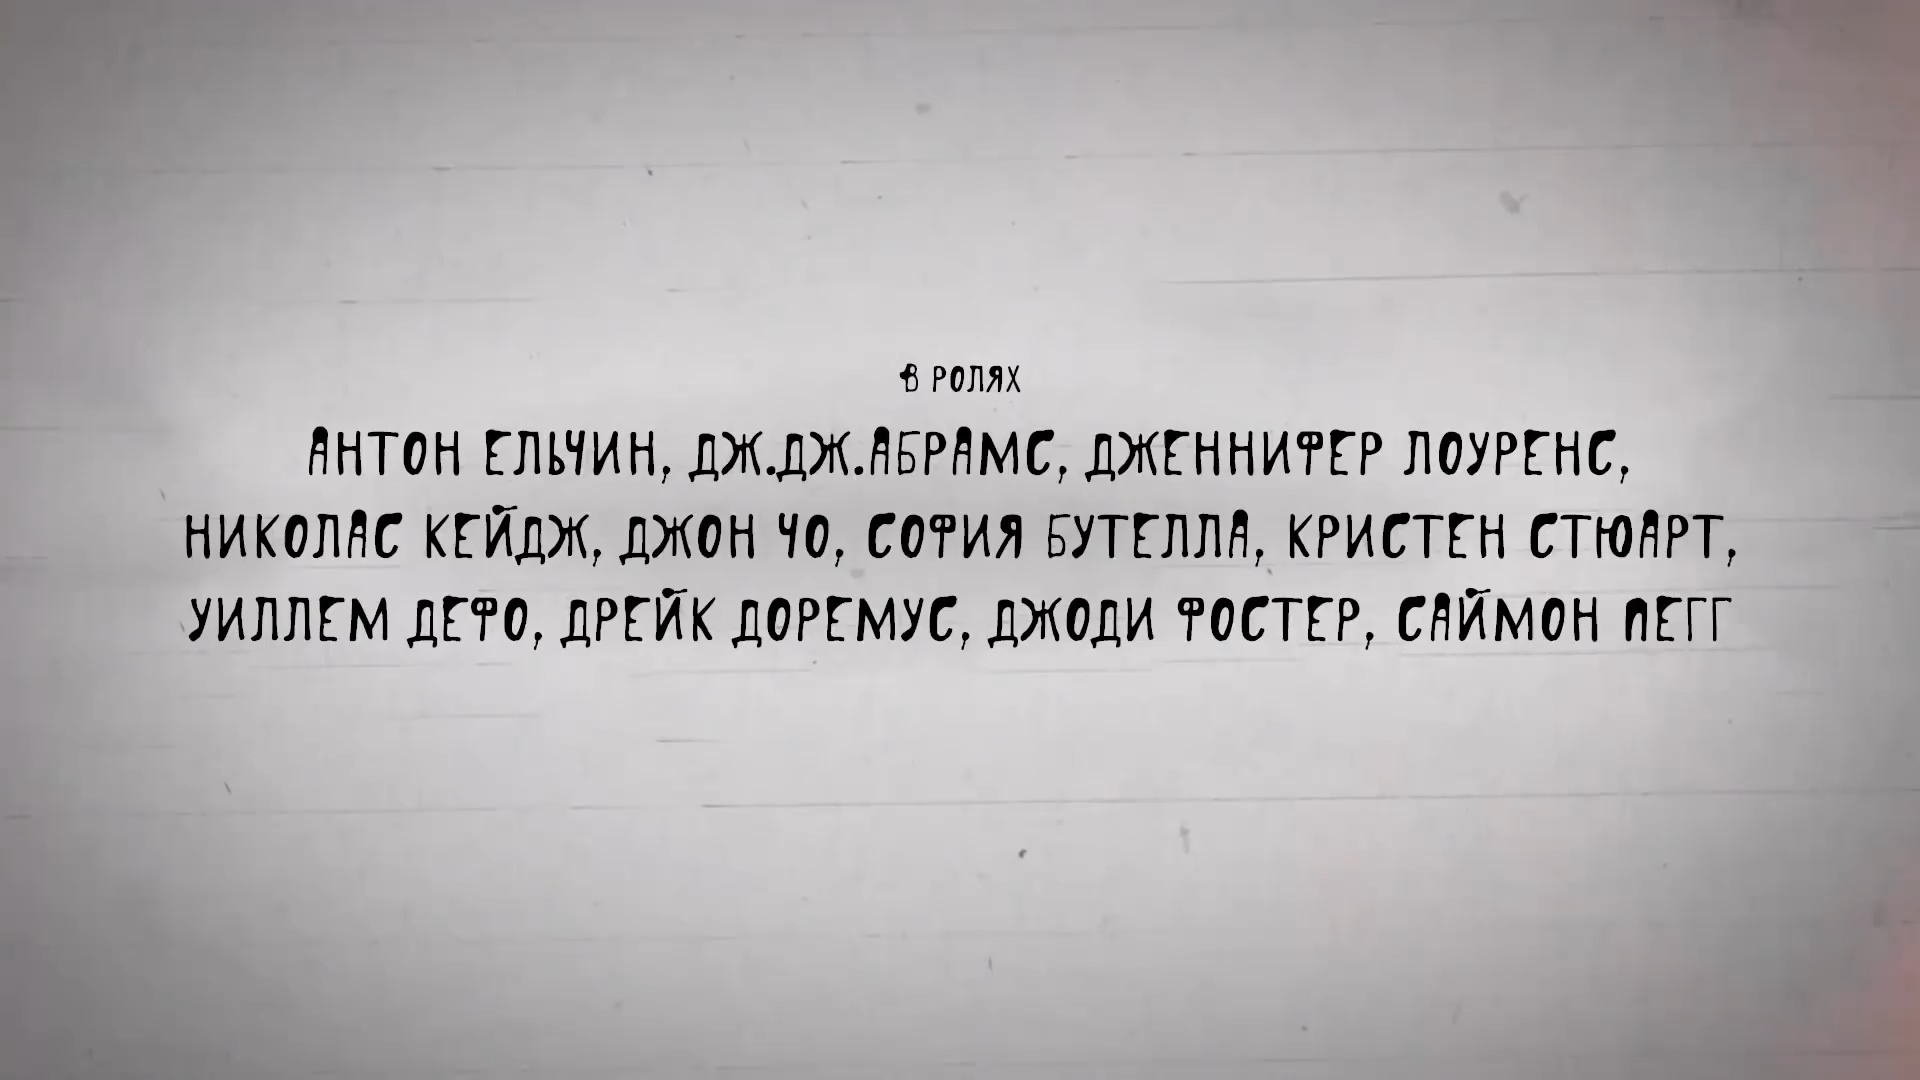 В РОЛЯХ
АНТОН ЕЛЬЧИН, ДЖ.ДЖ.АБРАМС, ДЖЕННИФЕР ЛОУРЕНС,
НИКОЛАС КЕЙДЖ, ДЖОН ЧО, СОФИЯ БУТЕЛЛА, КРИСТЕН СТЮАРТ,
УИЛЛЕМ ДЕФО, ДРЕЙК ДОРЕМУС, ДЖОДИ ФОСТЕР, САЙМОН ПЕГГ